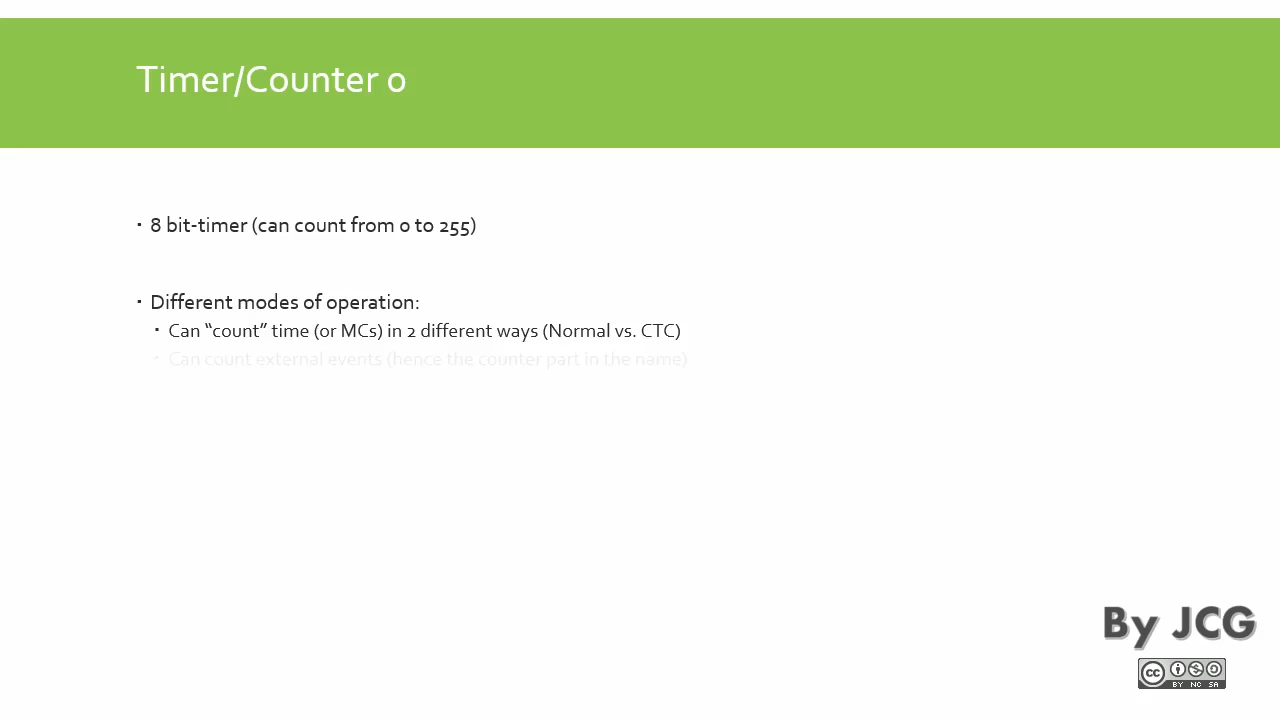 Timer/Counter 0
▪ 8 bit-timer (can count from 0 to 255)
▪ Different modes of operation:
▪ Can “count” time (or MCs) in 2 different ways (Normal vs. CTC)
▪ Can count external events (hence the counter part in the name)
By JCG
CC BY NC SA